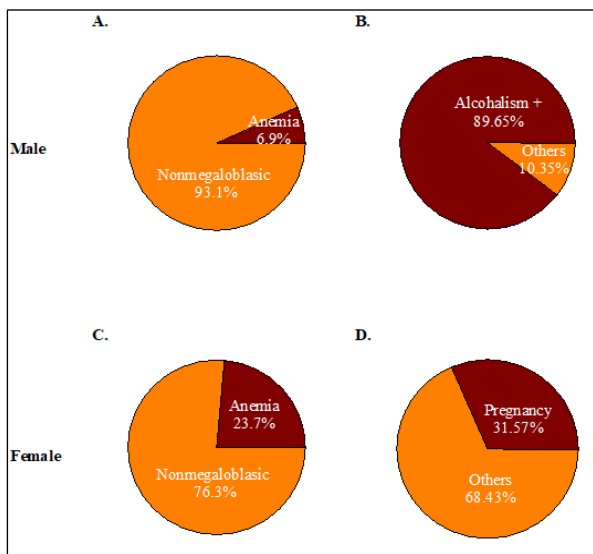 A.
B.
Male
Anemia
6.9%
Nonmegaloblasic
93.1%
Alcohalism +
89.65%
Others
10.35%
C.
D.
Female
Anemia
23.7%
Nonmegaloblasic
76.3%
Pregnancy
31.57%
Others
68.43%